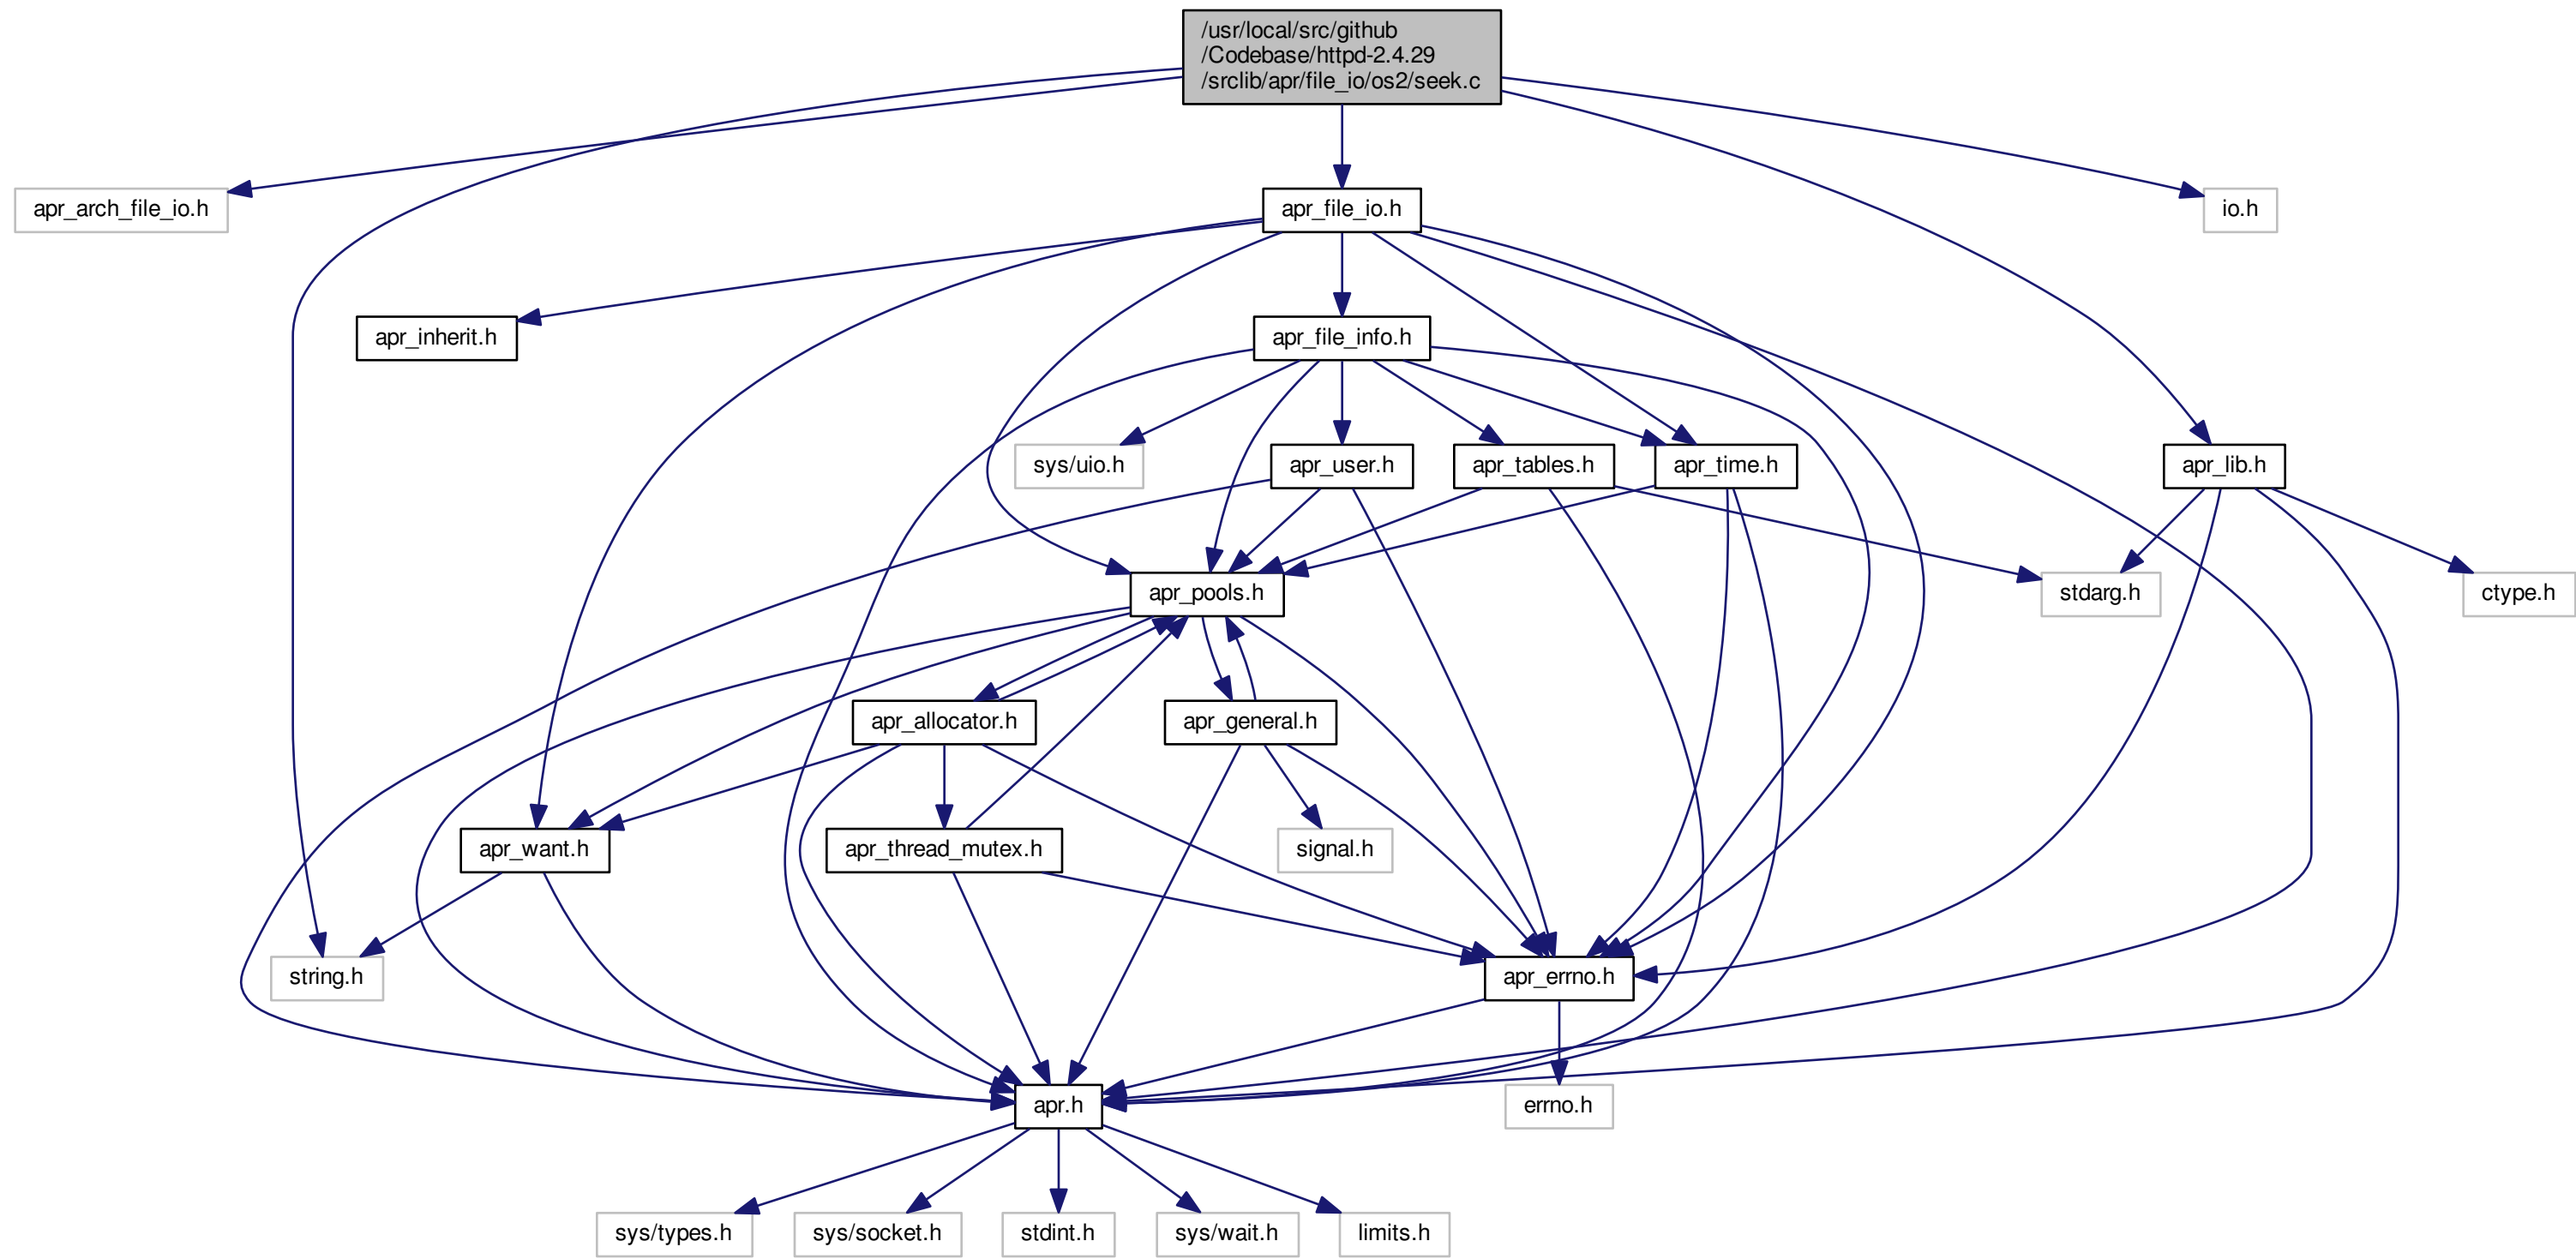 /usr/local/src/github
/Codebase/httpd-2.4.29
/srclib/apr/file_io/os2/seek.c
apr_arch_file_io.h
apr_file_io.h
io.h
apr_inherit.h
apr_file_info.h
sys/uio.h
apr_user.h
apr_tables.h
apr_time.h
apr_lib.h
apr_pools.h
stdarg.h
ctype.h
apr_allocator.h
apr_general.h
apr_want.h
apr_thread_mutex.h
signal.h
string.h
apr_errno.h
apr.h
errno.h
sys/types.h
sys/socket.h
stdint.h
sys/wait.h
limits.h